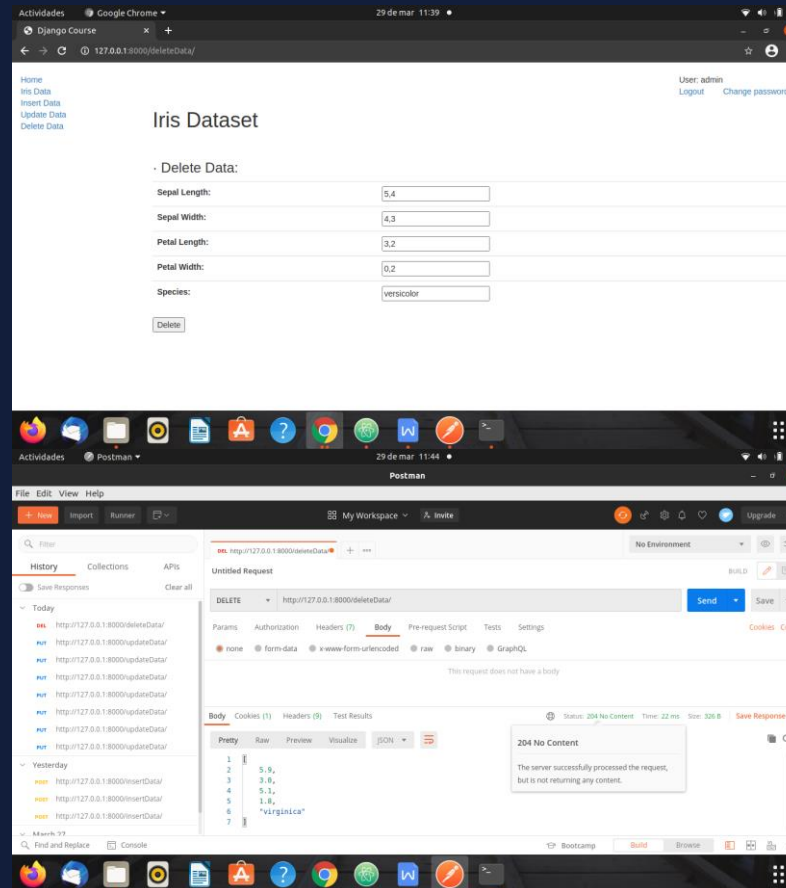 Actividades Google Chrome 29 de mar 11:39
Django Course
127.0.0.1:8000/deleteData/
Home
Iris Data
Insert Data
Update Data
Delete Data
User: admin
Logout Change password
Iris Dataset
· Delete Data:
Sepal Length: 5,4
Sepal Width: 4,3
Petal Length: 3,2
Petal Width: 0,2
Species: versicolor
Delete
Actividades Postman 29 de mar 11:44
Postman
File Edit View Help
+ New Import Runner My Workspace Invite Upgrade
Filter
History Collections APIs
Save Responses Clear all
Today
DEL http://127.0.0.1:8000/deleteData/
PUT http://127.0.0.1:8000/updateData/
PUT http://127.0.0.1:8000/updateData/
PUT http://127.0.0.1:8000/updateData/
PUT http://127.0.0.1:8000/updateData/
PUT http://127.0.0.1:8000/updateData/
PUT http://127.0.0.1:8000/updateData/
Yesterday
POST http://127.0.0.1:8000/insertData/
POST http://127.0.0.1:8000/insertData/
POST http://127.0.0.1:8000/insertData/
March 27
DEL http://127.0.0.1:8000/deleteData/
No Environment
Untitled Request BUILD
DELETE http://127.0.0.1:8000/deleteData/ Send Save
Params Authorization Headers (7) Body Pre-request Script Tests Settings Cookies
none form-data x-www-form-urlencoded raw binary GraphQL
This request does not have a body
Body Cookies (1) Headers (9) Test Results Status: 204 No Content Time: 22 ms Size: 326 B Save Response
Pretty Raw Preview Visualize JSON
204 No Content
The server successfully processed the request,
but is not returning any content.
1 [
2 5.9,
3 3.0,
4 5.1,
5 1.8,
6 "virginica"
7 ]
Find and Replace Console Bootcamp Build Browse